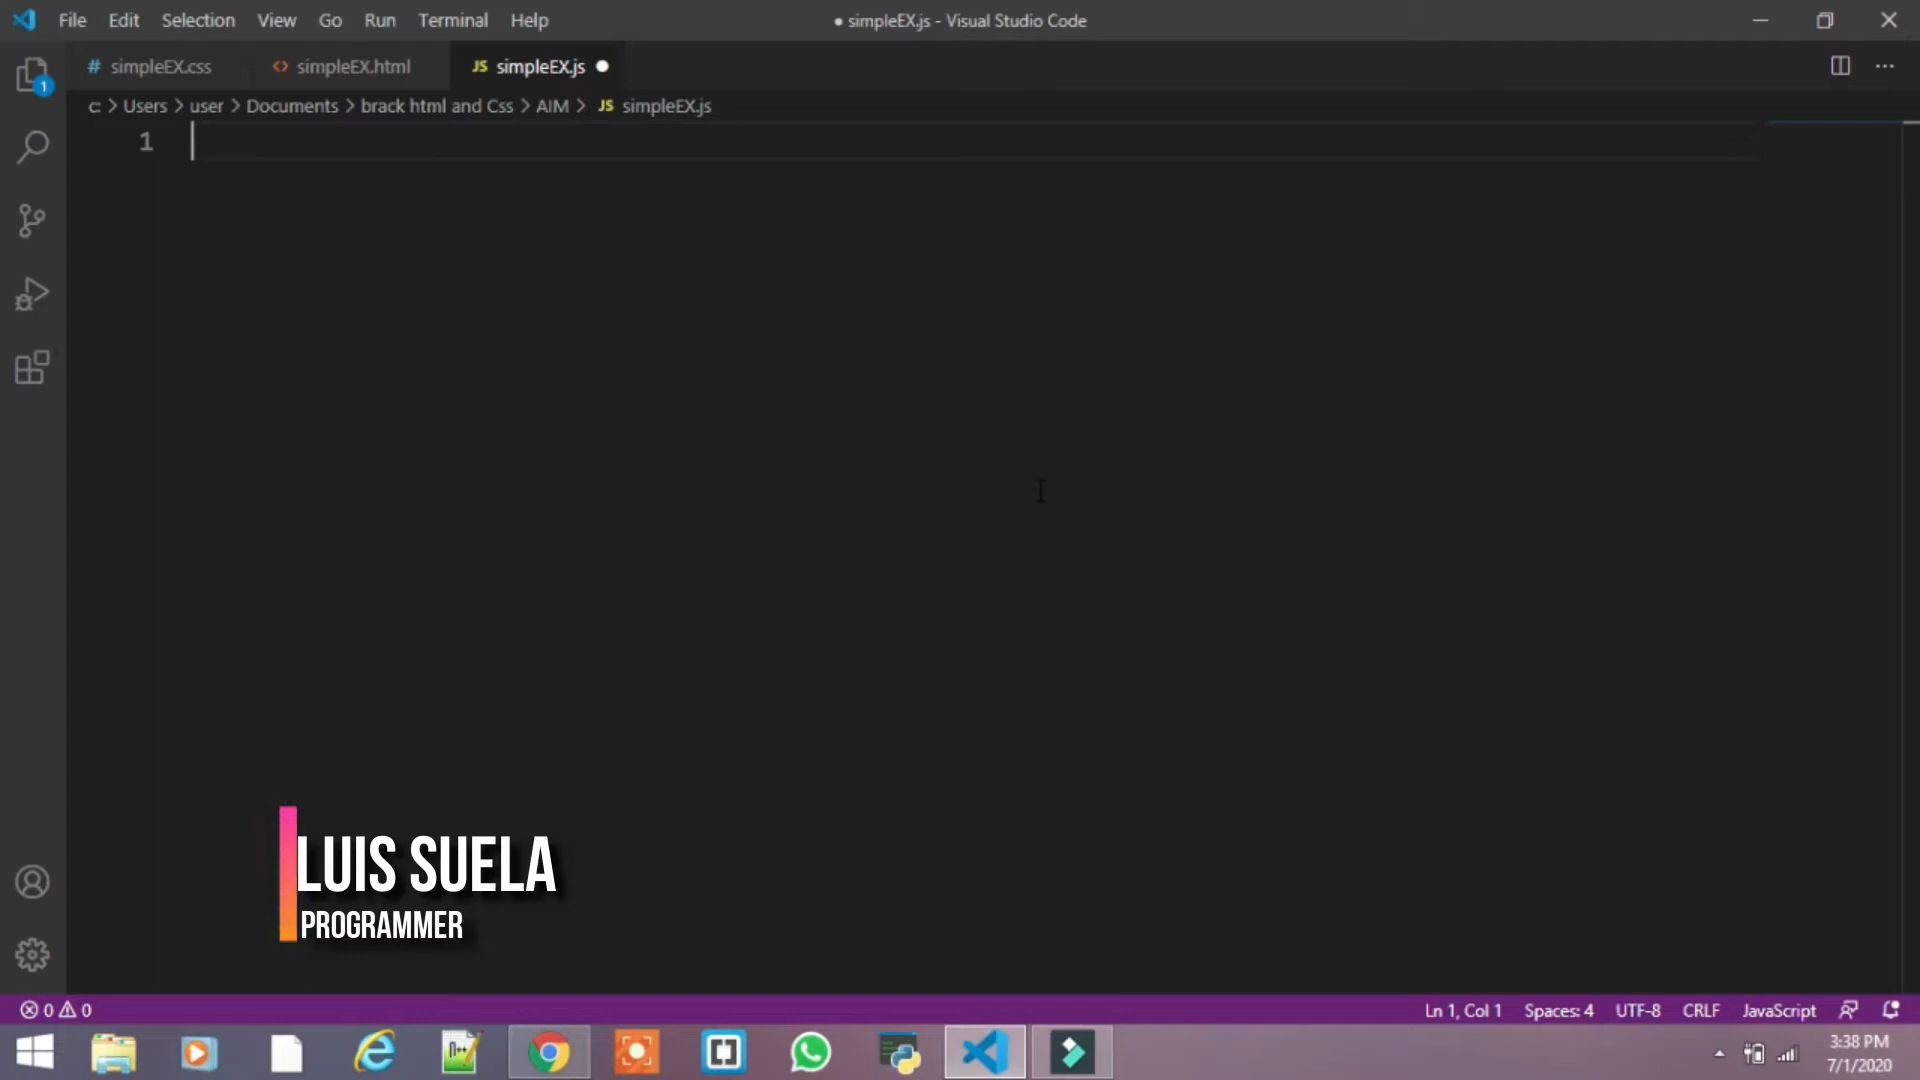 File Edit Selection View Go Run Terminal Help
● simpleEX.js - Visual Studio Code
# simpleEX.css
<> simpleEX.html
JS simpleEX.js ●
c: > Users > user > Documents > brack html and Css > AIM > JS simpleEX.js
1
1
LUIS SUELA
PROGRAMMER
0 0
Ln 1, Col 1 Spaces: 4 UTF-8 CRLF JavaScript
3:38 PM
7/1/2020